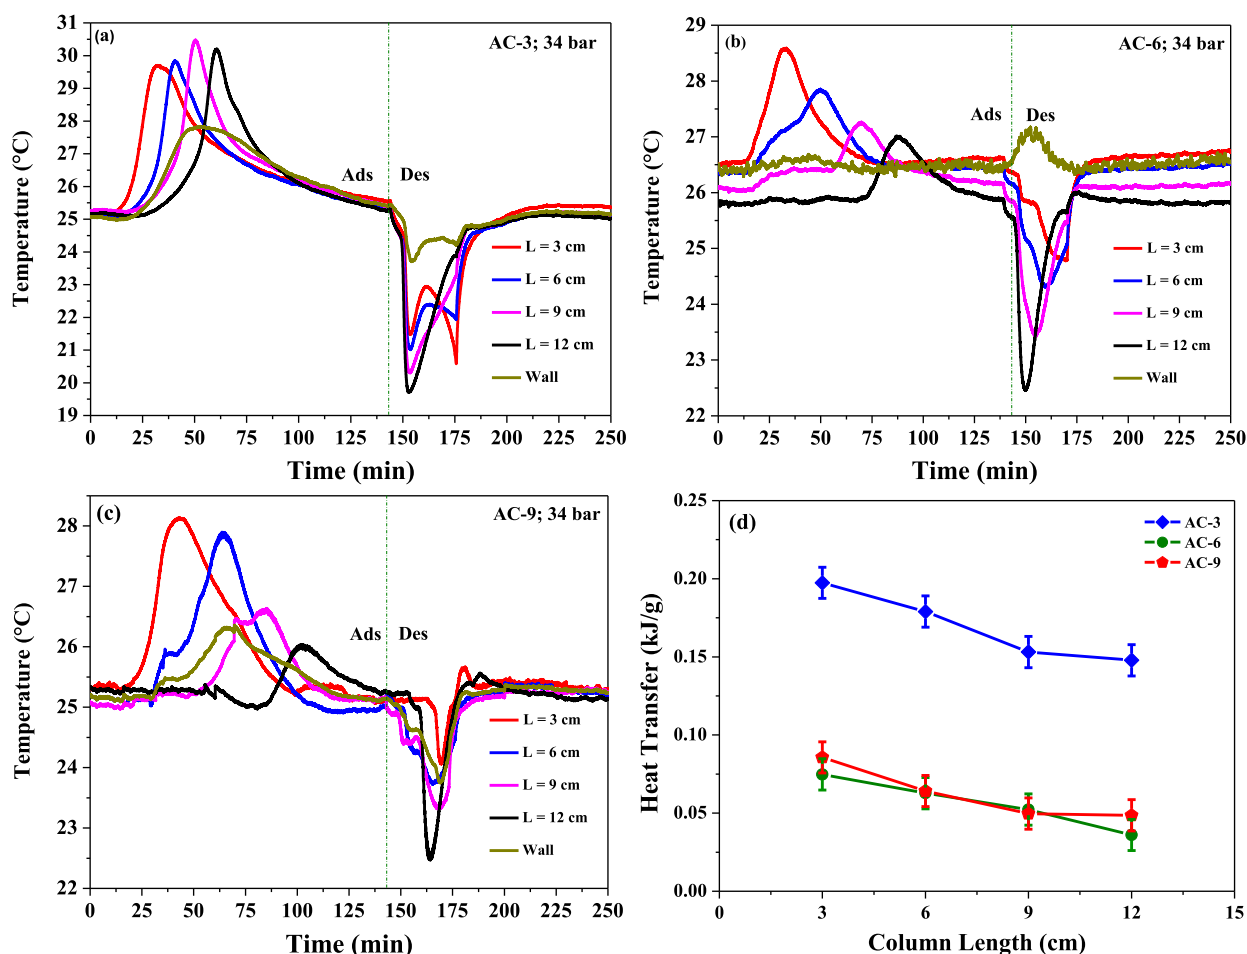 (a)
AC-3; 34 bar
31
30
29
28
27
26
25
24
23
22
21
20
19
Temperature (°C)
Ads
Des
L = 3 cm
L = 6 cm
L = 9 cm
L = 12 cm
Wall
0 25 50 75 100 125 150 175 200 225 250
Time (min)
(b)
AC-6; 34 bar
29
28
27
26
25
24
23
22
Temperature (°C)
Ads
Des
L = 3 cm
L = 6 cm
L = 9 cm
L = 12 cm
Wall
0 25 50 75 100 125 150 175 200 225 250
Time (min)
(c)
AC-9; 34 bar
28
27
26
25
24
23
22
Temperature (°C)
Ads
Des
L = 3 cm
L = 6 cm
L = 9 cm
L = 12 cm
Wall
0 25 50 75 100 125 150 175 200 225 250
Time (min)
(d)
AC-3
AC-6
AC-9
0.25
0.20
0.15
0.10
0.05
0.00
Heat Transfer (kJ/g)
0 3 6 9 12 15
Column Length (cm)